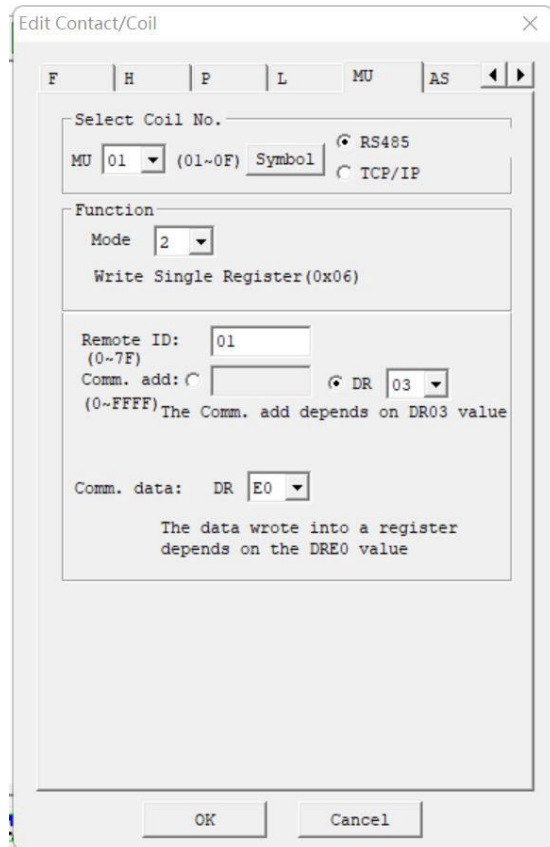 Edit Contact/Coil
F H P L MU AS
Select Coil No.
MU 01 (01~0F) Symbol RS485
TCP/IP
Function
Mode 2
Write Single Register(0x06)
Remote ID: 01
(0~7F)
Comm. add: DR 03
(0~FFFF) The Comm. add depends on DR03 value
Comm. data: DR E0
The data wrote into a register
depends on the DRE0 value
OK Cancel